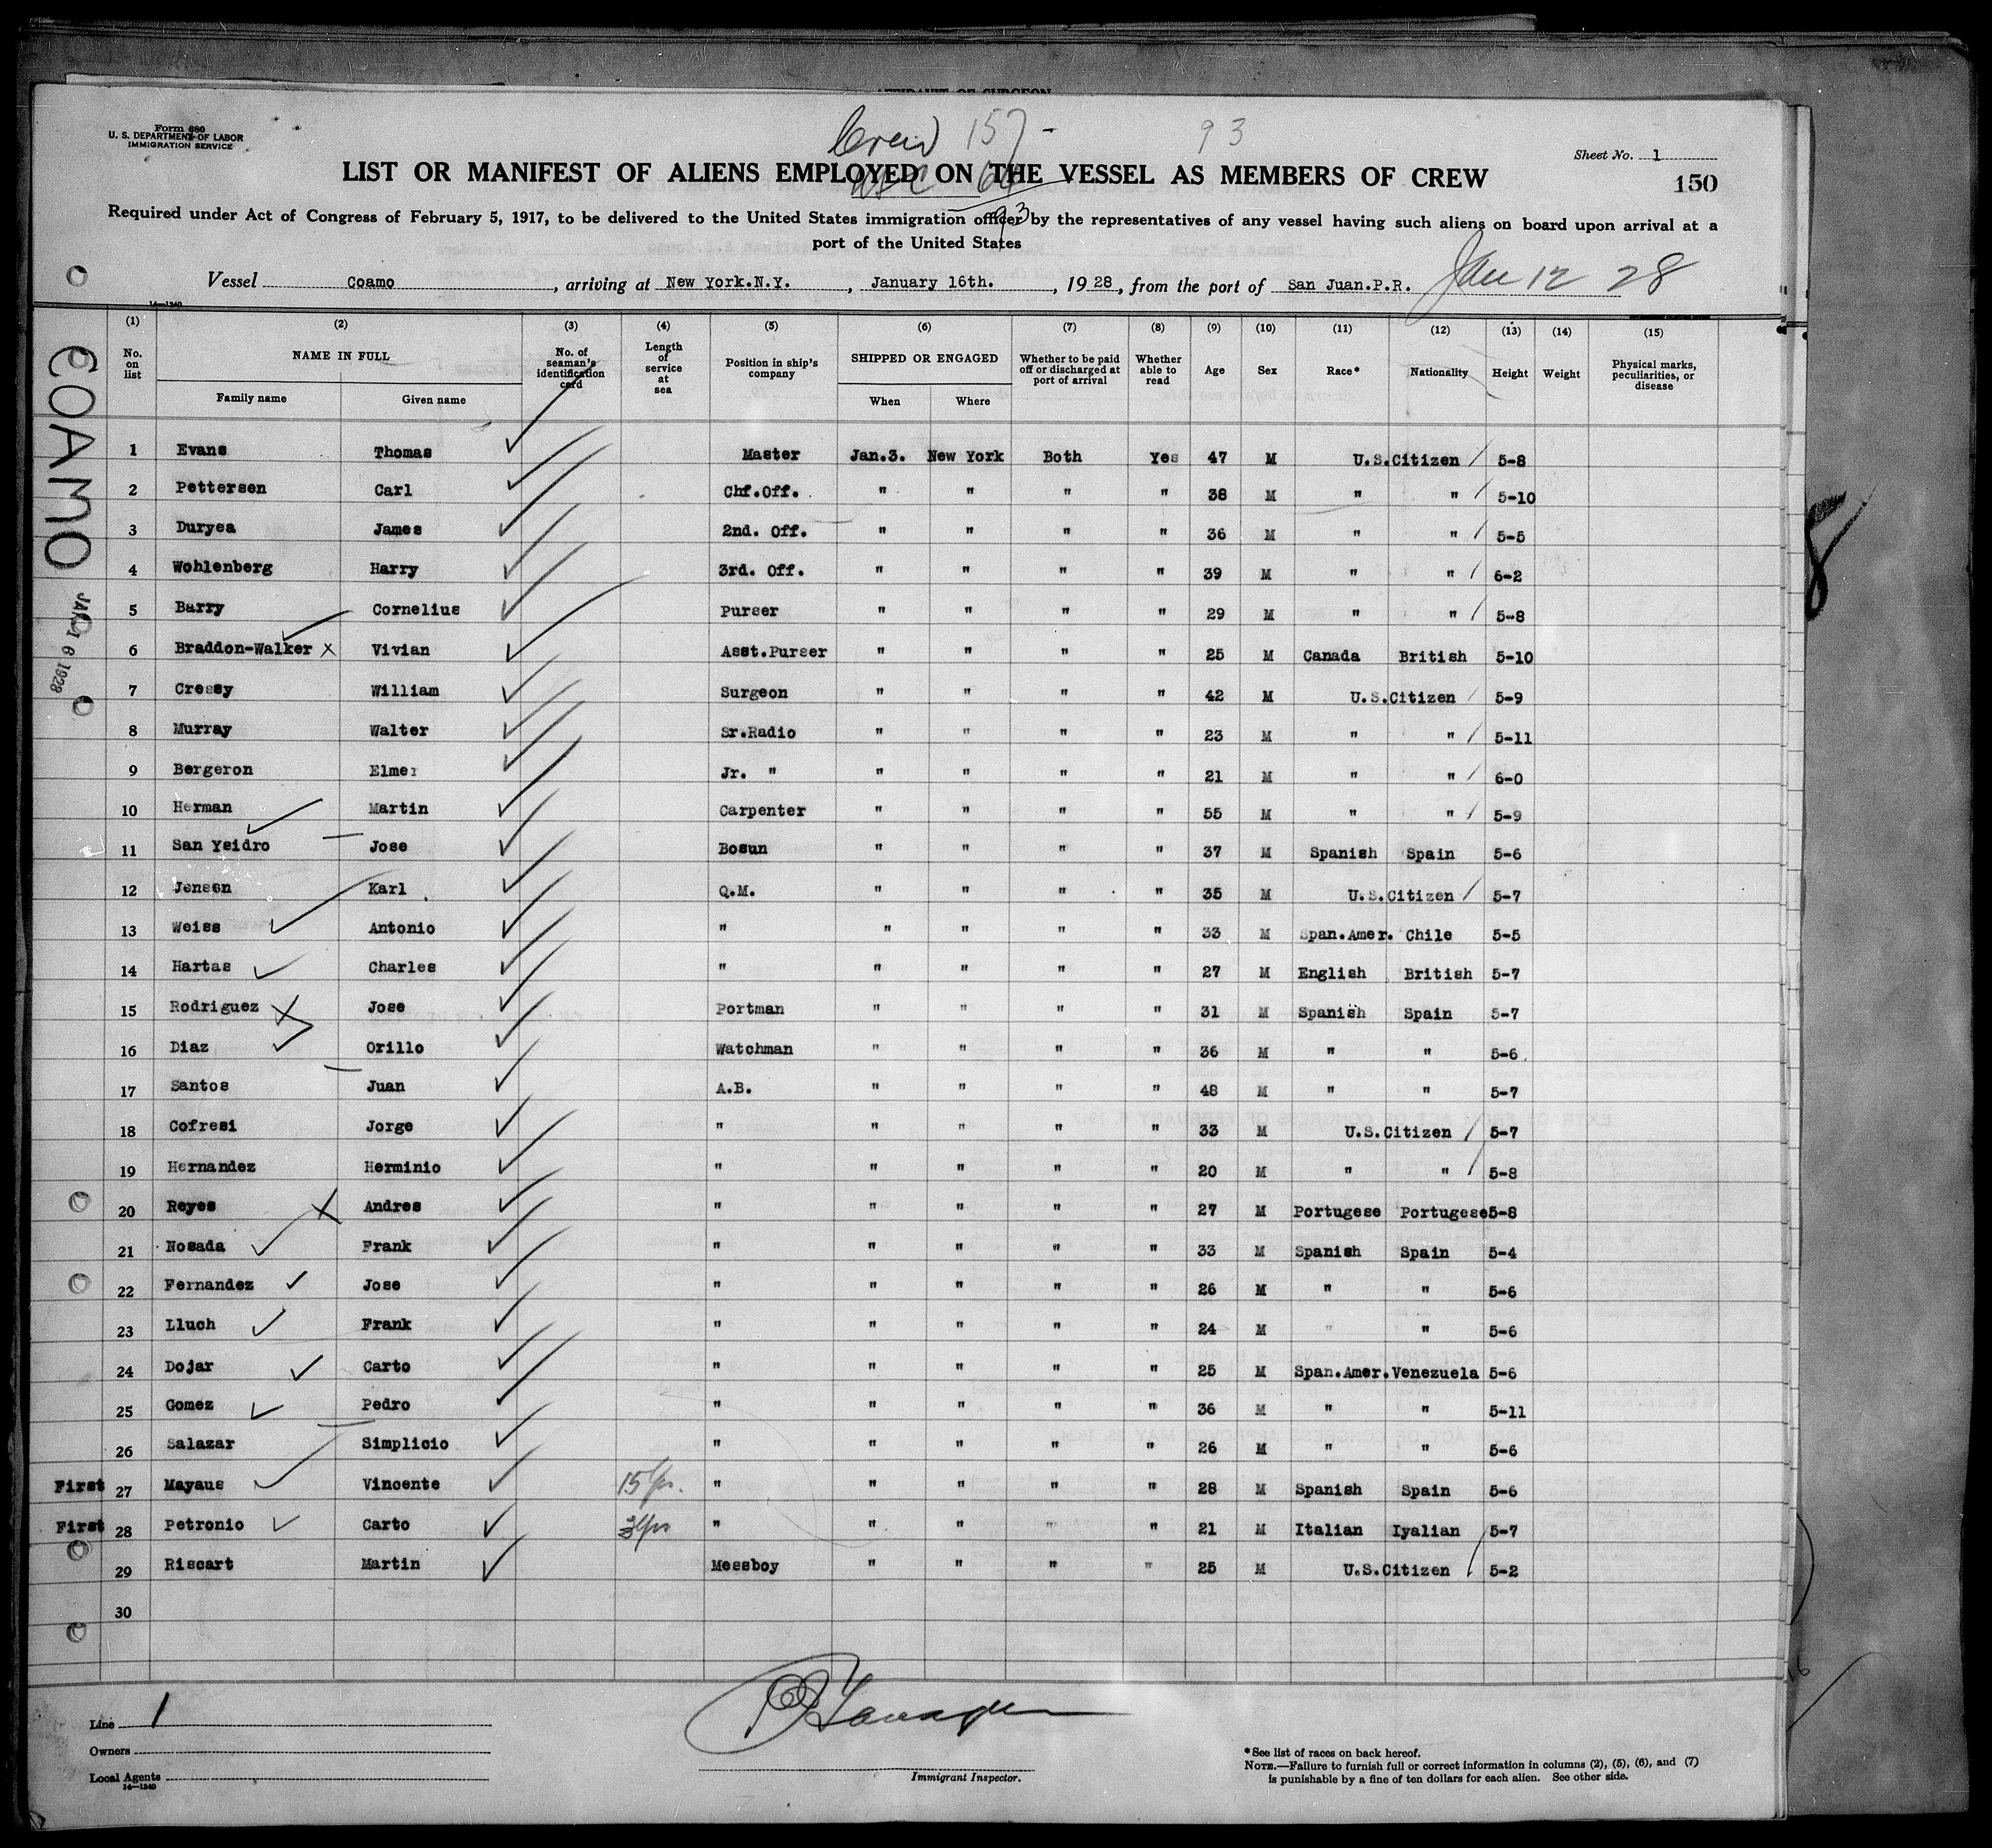 AFFIDAVIT OF SURGEON
Form 680
U. S. DEPARTMENT OF LABOR
IMMIGRATION SERVICE
Crew 157 -
93
Sheet No. 1
LIST OR MANIFEST OF ALIENS EMPLOYED ON THE VESSEL AS MEMBERS OF CREW
150
Required under Act of Congress of February 5, 1917, to be delivered to the United States immigration officer by the representatives of any vessel having such aliens on board upon arrival at a
port of the United States
93
Vessel Coamo, arriving at New York.N.Y., January 16th., 1928, from the port of San Juan.P.R. Jan 12 28
14-1240
COAMO
JAN 16 1928
8
(1) (2) (3) (4) (5) (6) (7) (8) (9) (10) (11) (12) (13) (14) (15)
No. on list NAME IN FULL No. of seaman's identification card Length of service at sea Position in ship's company SHIPPED OR ENGAGED Whether to be paid off or discharged at port of arrival Whether able to read Age Sex Race* Nationality Height Weight Physical marks, peculiarities, or disease
Family name Given name When Where
1 Evans Thomas Master Jan.3. New York Both Yes 47 M U.S.Citizen 5-8
2 Pettersen Carl Chf.Off. " " " " 38 M " " 5-10
3 Duryea James 2nd. Off. " " " " 36 M " " 5-5
4 Wohlenberg Harry 3rd. Off. " " " " 39 M " " 6-2
5 Barry Cornelius Purser " " " " 29 M " " 5-8
6 Braddon-Walker x Vivian Asst.Purser " " " " 25 M Canada British 5-10
7 Cressy William Surgeon " " " " 42 M U.S.Citizen 5-9
8 Murray Walter Sr.Radio " " " " 23 M " " 5-11
9 Bergeron Elmer Jr. " " " " " 21 M " " 6-0
10 Herman Martin Carpenter " " " " 55 M " " 5-9
11 San Ysidro Jose Bosun " " " " 37 M Spanish Spain 5-6
12 Jensen Karl Q.M. " " " " 35 M U.S.Citizen 5-7
13 Weiss Antonio " " " " " 33 M Span.Amer. Chile 5-5
14 Hartas Charles " " " " " 27 M English British 5-7
15 Rodriguez x Jose Portman " " " " 31 M Spanish Spain 5-7
16 Diaz Orillo Watchman " " " " 36 M " " 5-6
17 Santos Juan A.B. " " " " 48 M " " 5-7
18 Cofresi Jorge " " " " " 33 M U.S.Citizen 5-7
19 Hernandez Herminio " " " " " 20 M " " 5-8
20 Reyes x Andres " " " " " 27 M Portugese Portugese 5-8
21 Nosada Frank " " " " " 33 M Spanish Spain 5-4
22 Fernandez Jose " " " " " 26 M " " 5-6
23 Lluch Frank " " " " " 24 M " " 5-6
24 Dojar Carto " " " " " 25 M Span.Amer. Venezuela 5-6
25 Gomez Pedro " " " " " 36 M " " 5-11
26 Salazar Simplicio " " " " " 26 M " " 5-6
First 27 Mayaus Vincente 15 yrs. " " " " " 28 M Spanish Spain 5-6
First 28 Petronio Carto 3 yrs " " " " " 21 M Italian Iyalian 5-7
29 Riscart Martin Messboy " " " " 25 M U.S.Citizen 5-2
30
Line 1
Owners
Local Agents
14-1240
Immigrant Inspector.
*See list of races on back hereof.
NOTE.—Failure to furnish full or correct information in columns (2), (5), (6), and (7)
is punishable by a fine of ten dollars for each alien. See other side.